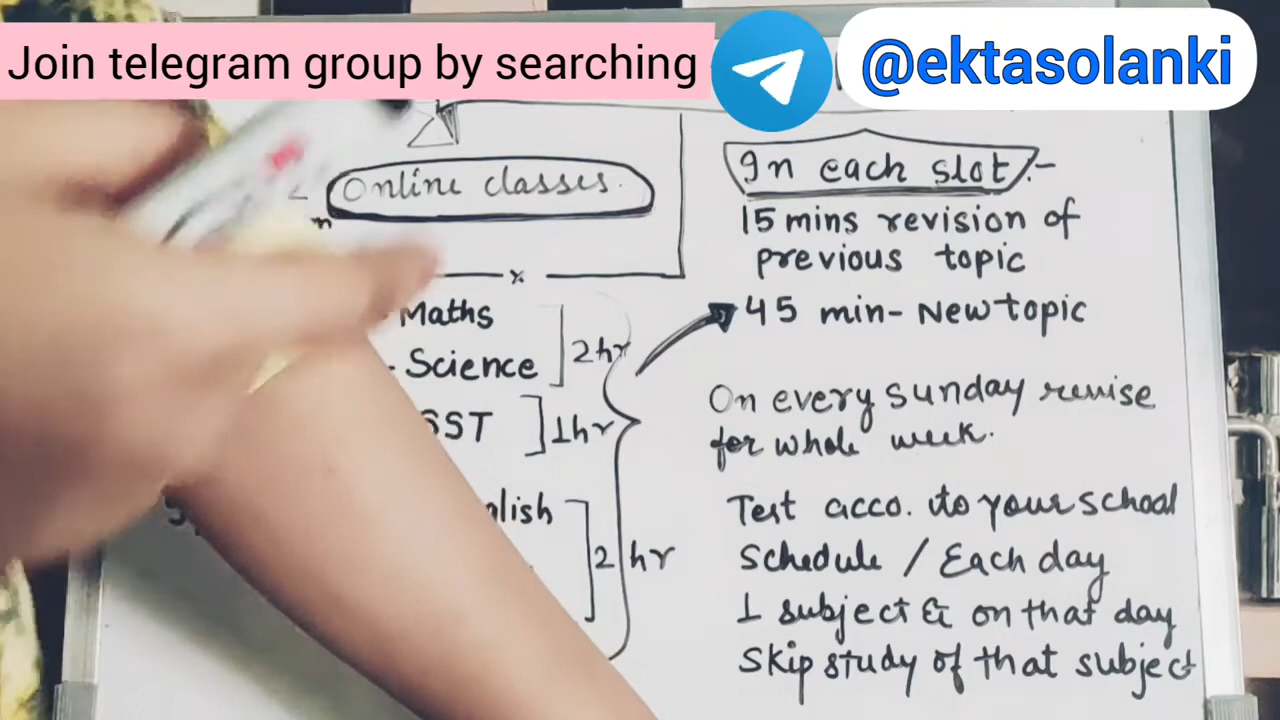 Join telegram group by searching @ektasolanki
Online classes.
x
Maths
- Science
2hr
SST
1hr
glish
2 hr
In each slot :-
15 mins revision of
previous topic
45 min - New topic
On every sunday revise
for whole week.
Test acco. to your school
schedule / Each day
1 subject & on that day
skip study of that subject